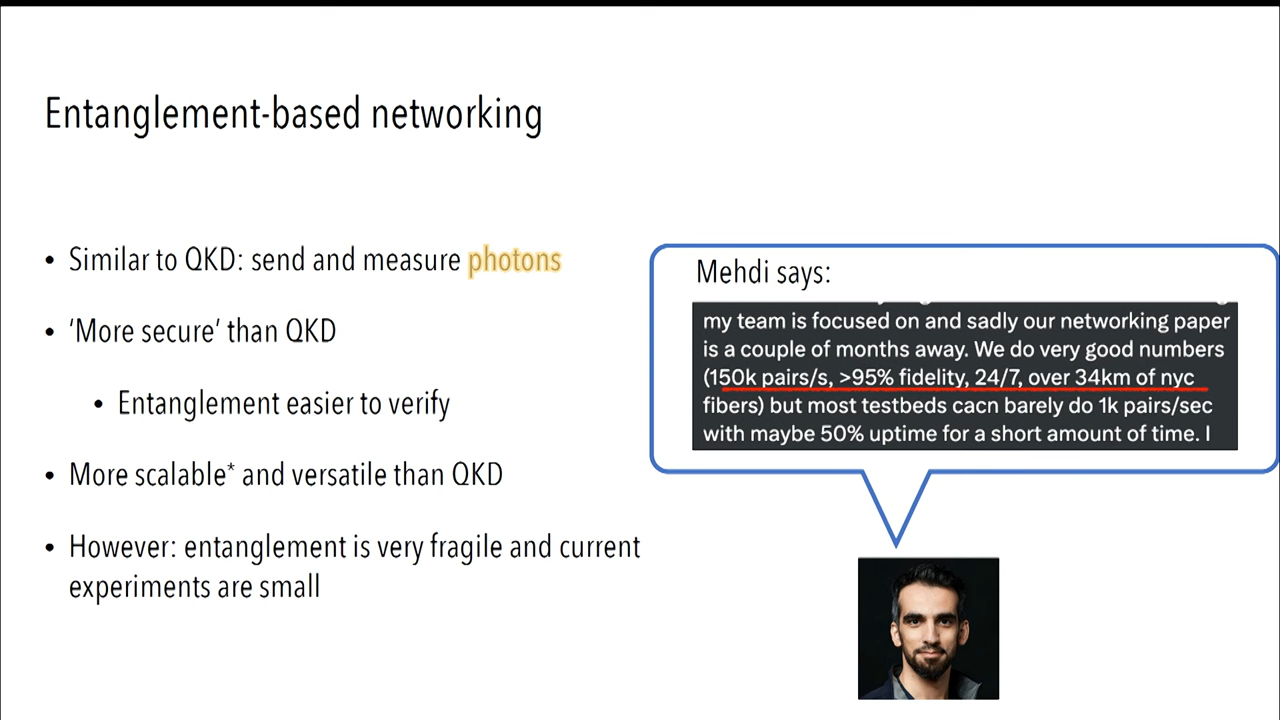 Entanglement-based networking
• Similar to QKD: send and measure photons
• ‘More secure‘ than QKD
• Entanglement easier to verify
• More scalable* and versatile than QKD
• However: entanglement is very fragile and current
experiments are small
Mehdi says:
my team is focused on and sadly our networking paper
is a couple of months away. We do very good numbers
(150k pairs/s, >95% fidelity, 24/7, over 34km of nyc
fibers) but most testbeds cacn barely do 1k pairs/sec
with maybe 50% uptime for a short amount of time. I